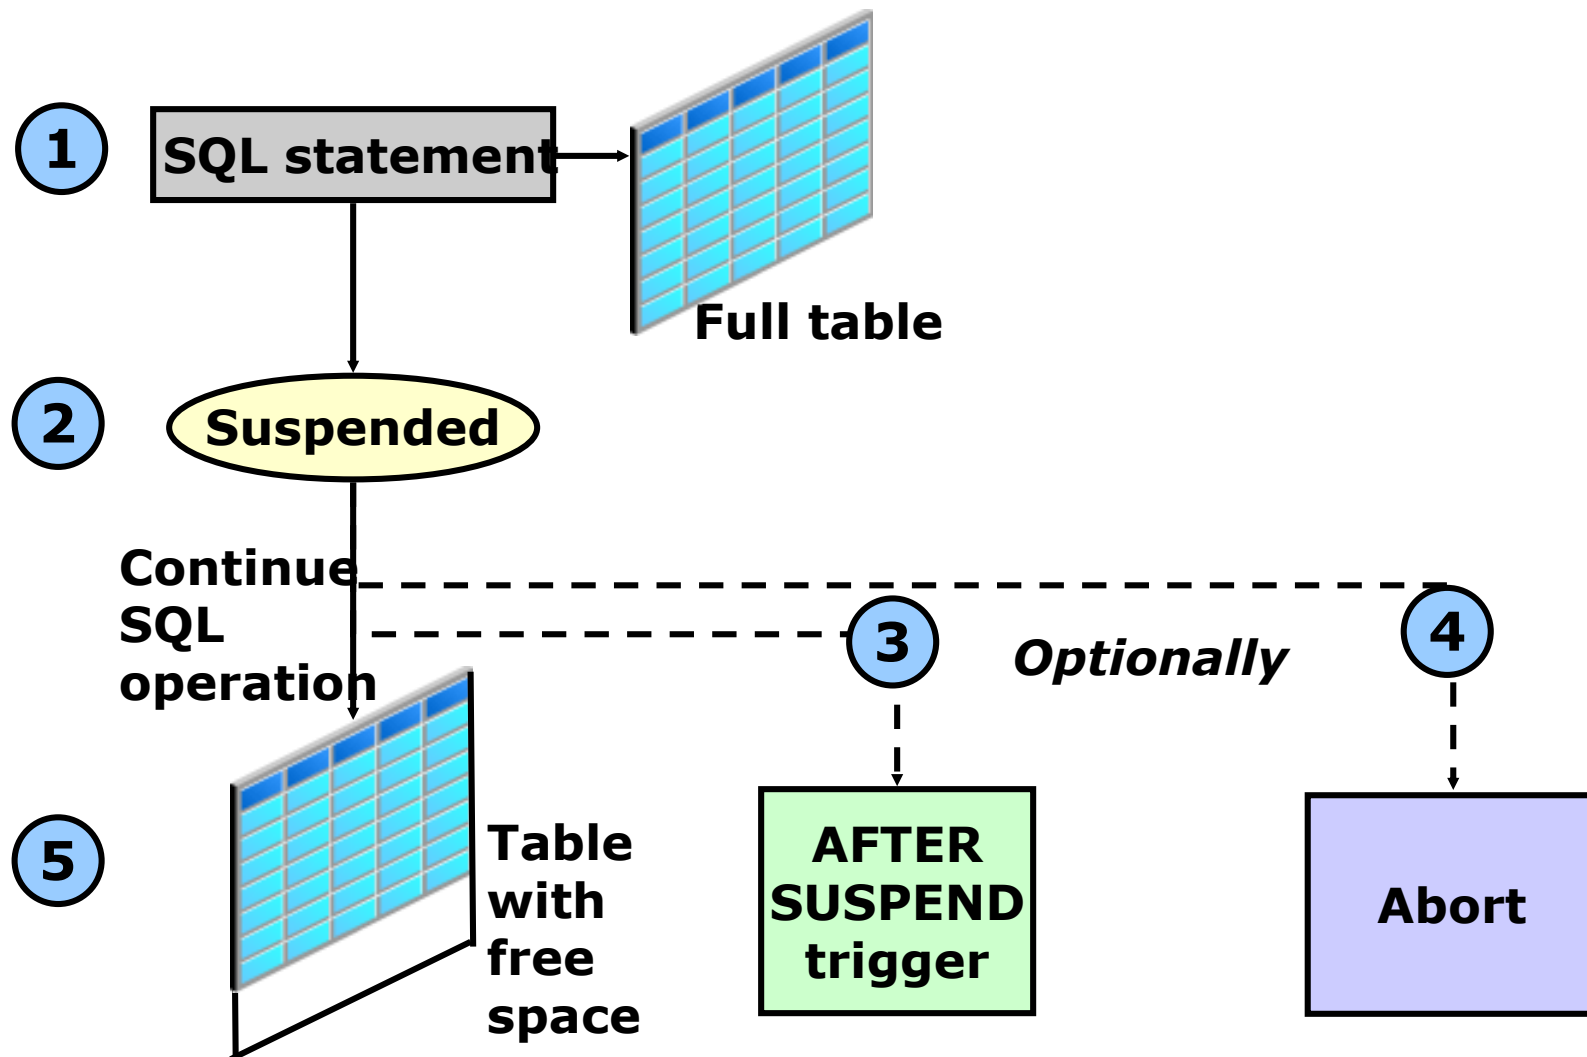 1
SQL statement
Full table
2
Suspended
Continue
SQL
operation
3
Optionally
4
5
Table
with
free
space
AFTER
SUSPEND
trigger
Abort